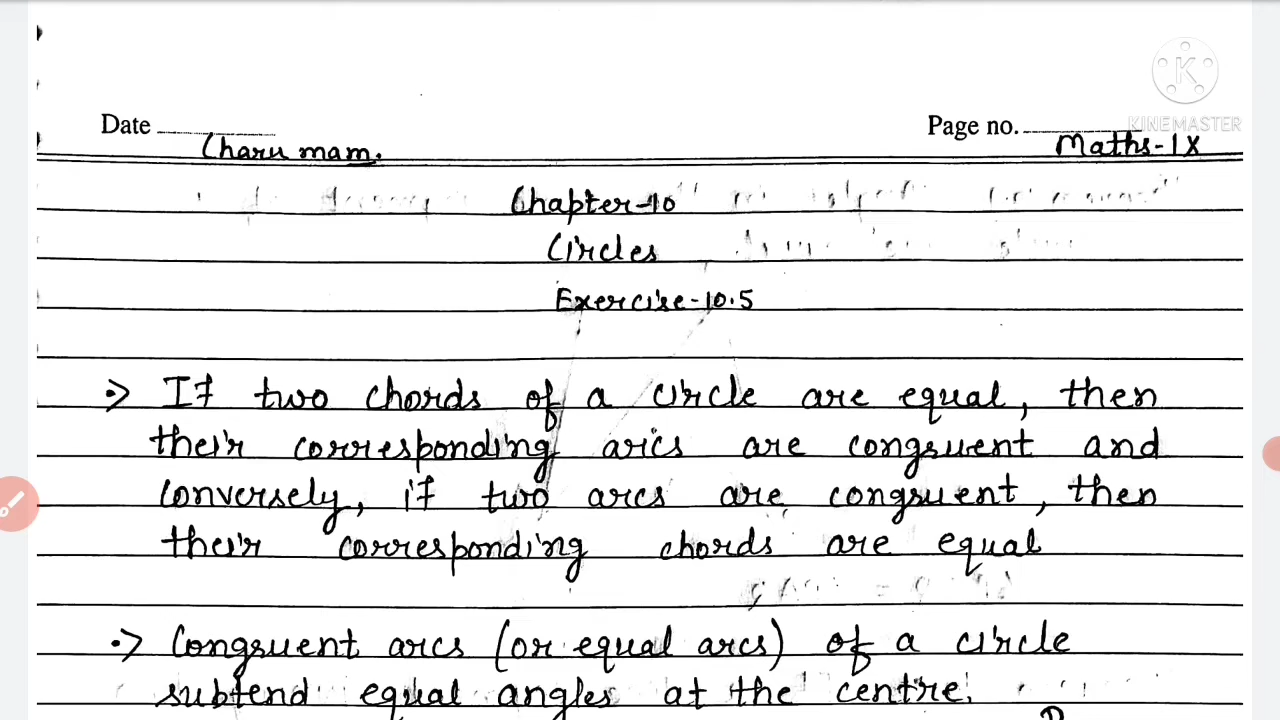 Date
Page no.
KINEMASTER
Charu mam.
Maths-IX
Chapter-10
Circles
Exercise-10.5
If two chords of a circle are equal, then
their corresponding arcs are congruent and
conversely, if two arcs are congruent, then
their corresponding chords are equal
Congruent arcs (or equal arcs) of a circle
subtend equal angles at the centre.